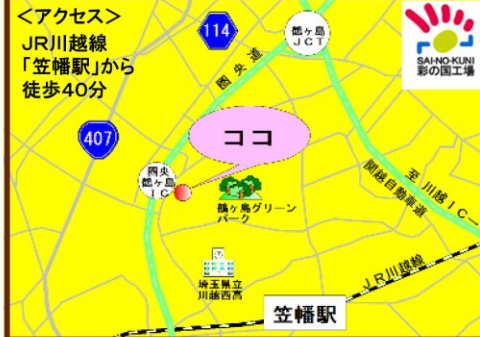 <アクセス>
JR川越線
「笠幡駅」から
徒歩40分
114
鶴ヶ島
JCT
SAI-NO-KUNI
彩の国工場
圏央道
407
ココ
圏央
鶴ヶ島
IC
鶴ヶ島グリーン
パーク
至川越IC
関越自動車道
埼玉県立
川越西高
JR川越線
笠幡駅